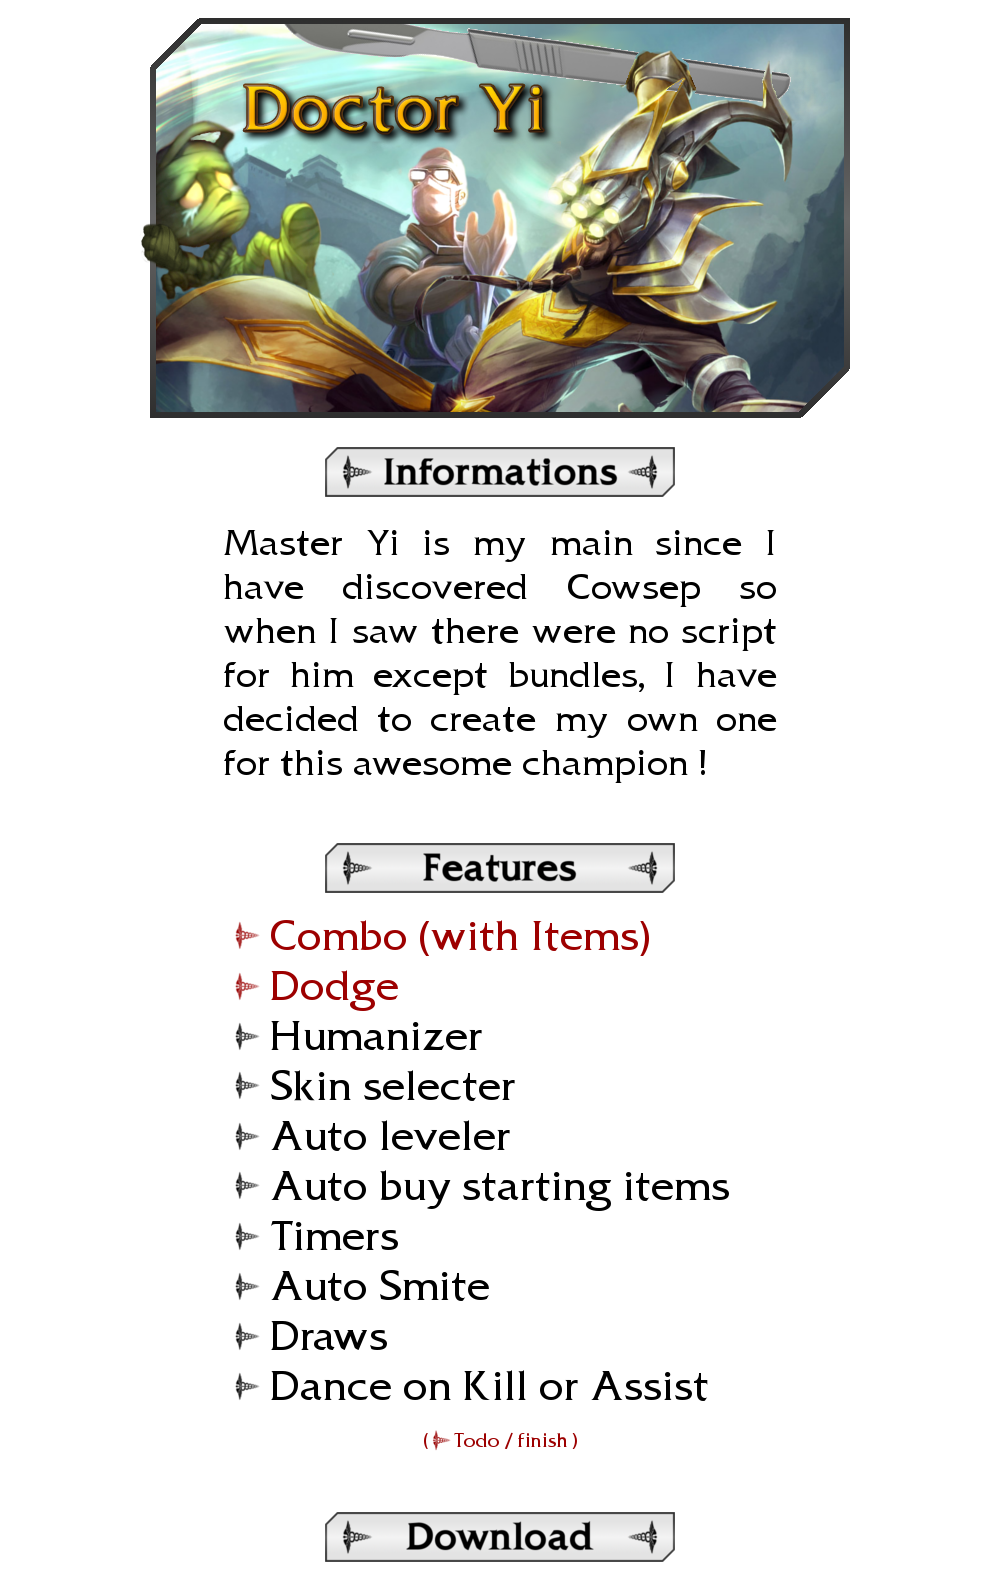 Doctor Yi
Informations
Master Yi is my main since I
have discovered Cowsep so
when I saw there were no script
for him except bundles, I have
decided to create my own one
for this awesome champion !
Features
Combo (with Items)
Dodge
Humanizer
Skin selecter
Auto leveler
Auto buy starting items
Timers
Auto Smite
Draws
Dance on Kill or Assist
( Todo / finish )
Download